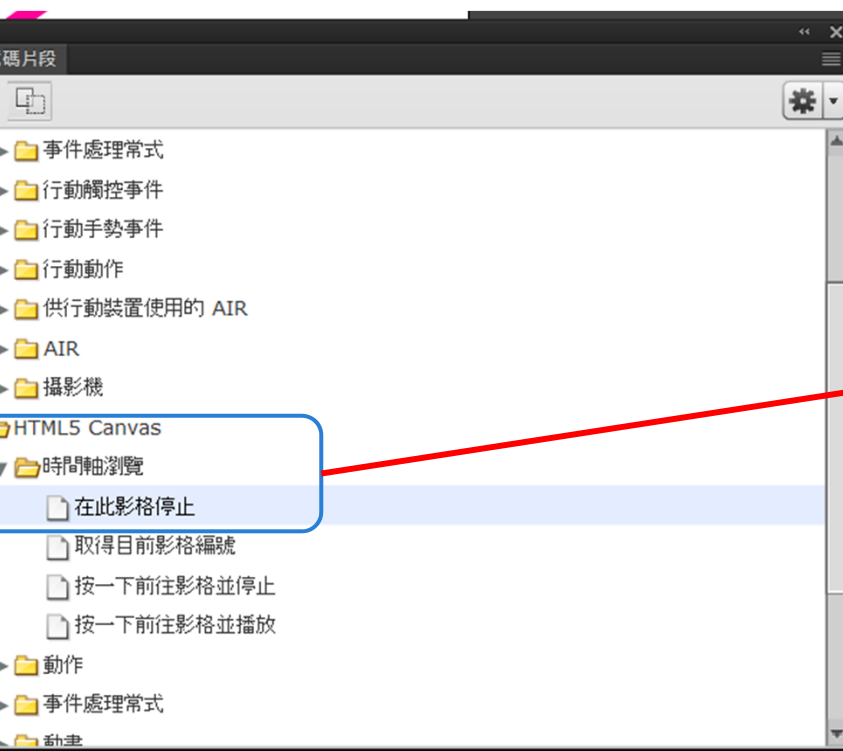 碼片段
事件處理常式
行動觸控事件
行動手勢事件
行動動作
供行動裝置使用的 AIR
AIR
攝影機
HTML5 Canvas
時間軸瀏覽
在此影格停止
取得目前影格編號
按一下前往影格並停止
按一下前往影格並播放
動作
事件處理常式
動畫